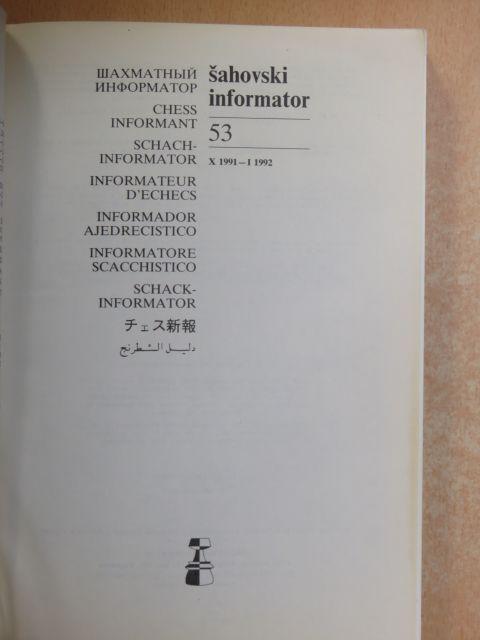 ШАХМАТНЫЙ
ИНФОРМАТОР
CHESS
INFORMANT
SCHACH-
INFORMATOR
INFORMATEUR
D'ECHECS
INFORMADOR
AJEDRECISTICO
INFORMATORE
SCACCHISTICO
SCHACK-
INFORMATOR
チェス新報
دليل الشطرنج
šahovski
informator
53
X 1991—I 1992